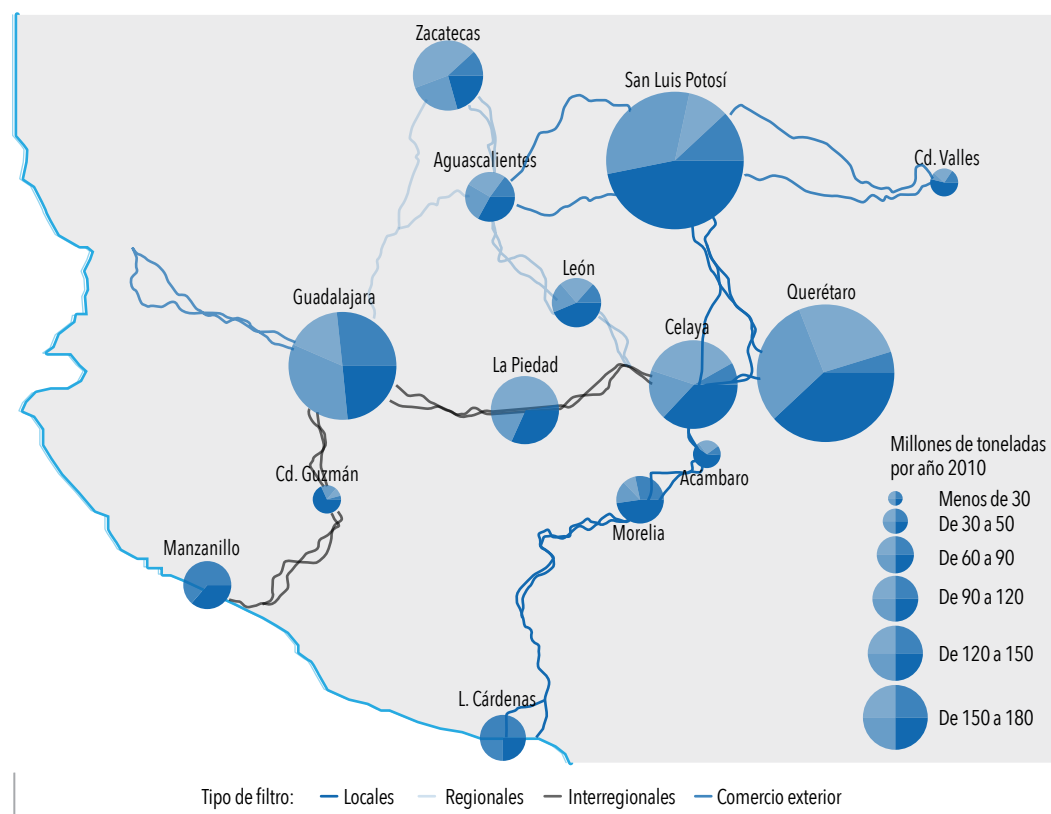 Zacatecas
San Luis Potosí
Aguascalientes
Cd. Valles
León
Guadalajara
Querétaro
Celaya
La Piedad
Millones de toneladas
por año 2010
Cd. Guzmán
Acámbaro
Menos de 30
De 30 a 50
Morelia
Manzanillo
De 60 a 90
De 90 a 120
De 120 a 150
L. Cárdenas
De 150 a 180
Tipo de filtro: Locales Regionales Interregionales Comercio exterior